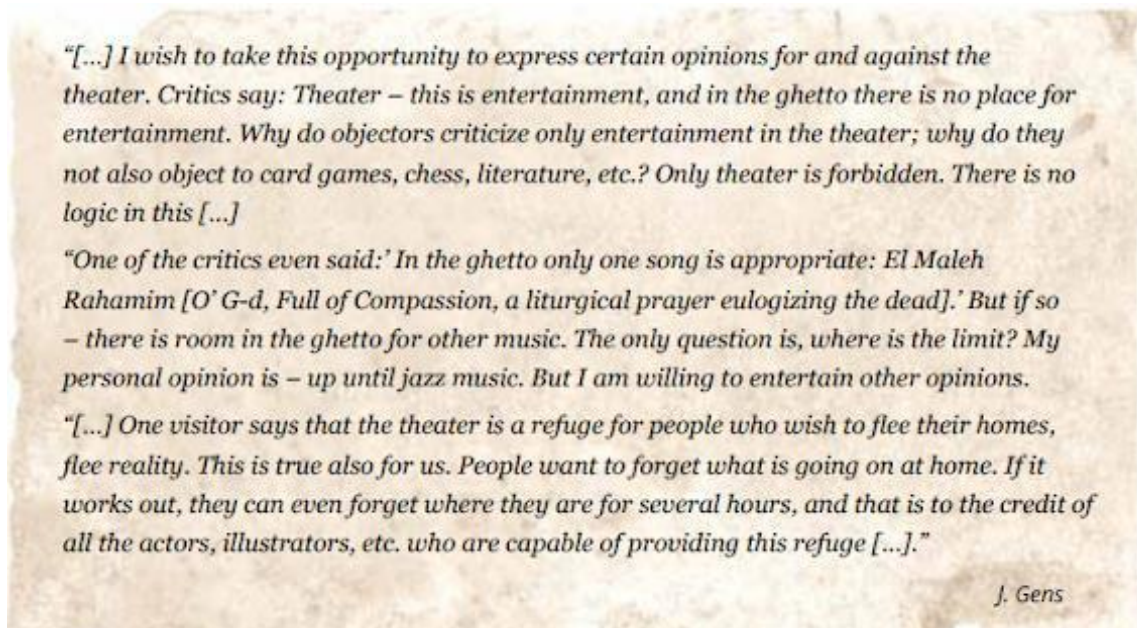 “[...] I wish to take this opportunity to express certain opinions for and against the
theater. Critics say: Theater – this is entertainment, and in the ghetto there is no place for
entertainment. Why do objectors criticize only entertainment in the theater; why do they
not also object to card games, chess, literature, etc.? Only theater is forbidden. There is no
logic in this [...]
“One of the critics even said:’ In the ghetto only one song is appropriate: El Maleh
Rahamim [O’ G-d, Full of Compassion, a liturgical prayer eulogizing the dead].’ But if so
– there is room in the ghetto for other music. The only question is, where is the limit? My
personal opinion is – up until jazz music. But I am willing to entertain other opinions.
“[...] One visitor says that the theater is a refuge for people who wish to flee their homes,
flee reality. This is true also for us. People want to forget what is going on at home. If it
works out, they can even forget where they are for several hours, and that is to the credit of
all the actors, illustrators, etc. who are capable of providing this refuge [...].”
J. Gens